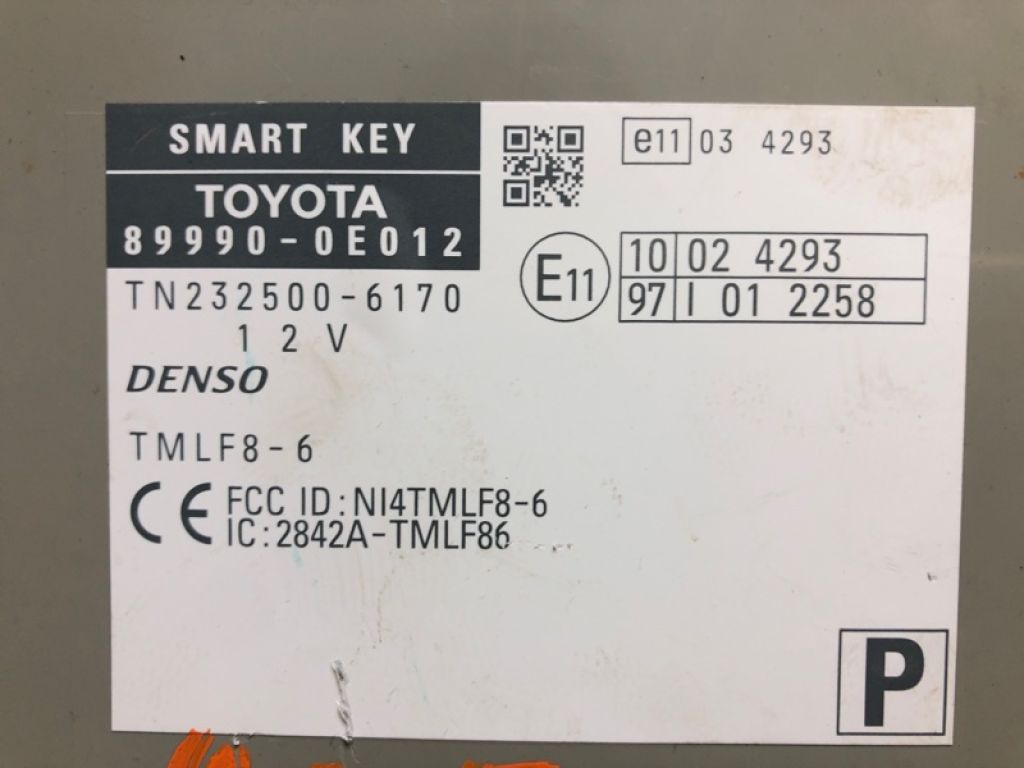 SMART KEY
TOYOTA
89990-0E012
TN232500-6170
12V
DENSO
TMLF8-6
CE FCC ID:NI4TMLF8-6
IC:2842A-TMLF86
e11 03 4293
E11
10 02 4293
97 I 01 2258
P